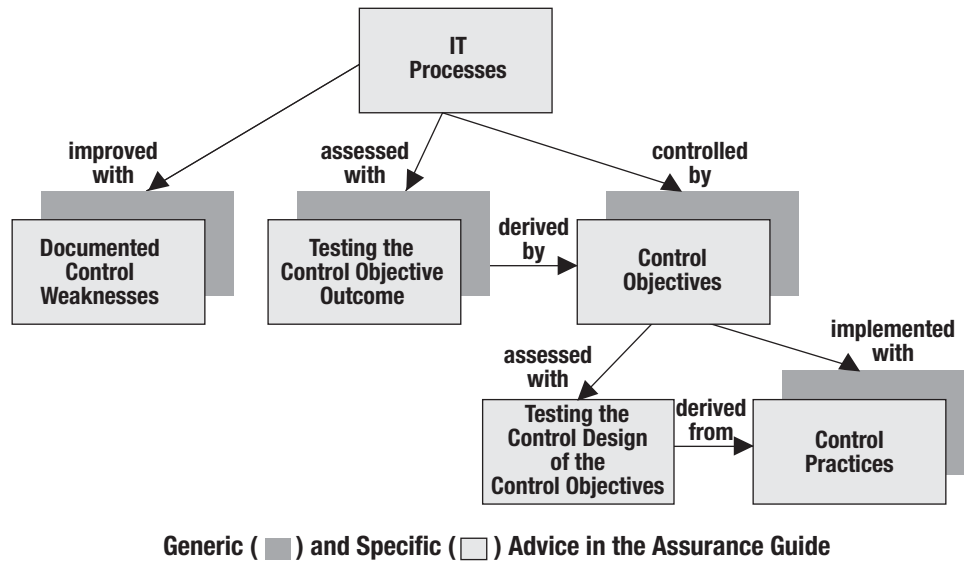 IT
Processes
improved
with
assessed
with
controlled
by
Documented
Control
Weaknesses
Testing the
Control Objective
Outcome
derived
by
Control
Objectives
assessed
with
implemented
with
Testing the
Control Design
of the
Control Objectives
derived
from
Control
Practices
Generic ( ) and Specific ( ) Advice in the Assurance Guide